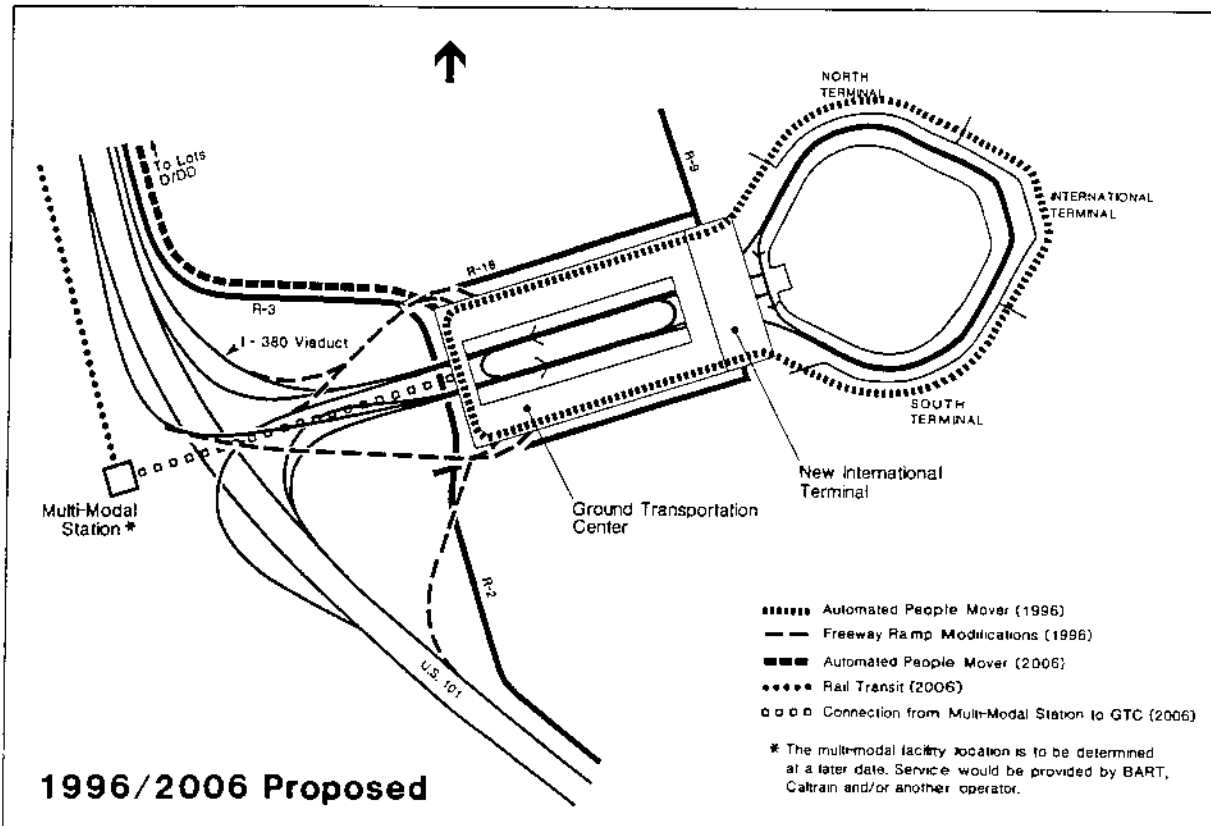 NORTH
TERMINAL
To Lots
D/DD
R-9
INTERNATIONAL
TERMINAL
R-18
R-3
I - 380 Viaduct
SOUTH
TERMINAL
New International
Terminal
Multi-Modal
Station *
Ground Transportation
Center
R-2
U.S. 101
Automated People Mover (1996)
Freeway Ramp Modifications (1996)
Automated People Mover (2006)
Rail Transit (2006)
Connection from Multi-Modal Station to GTC (2006)
* The multi-modal facility location is to be determined
at a later date. Service would be provided by BART,
Caltrain and/or another operator.
1996/2006 Proposed